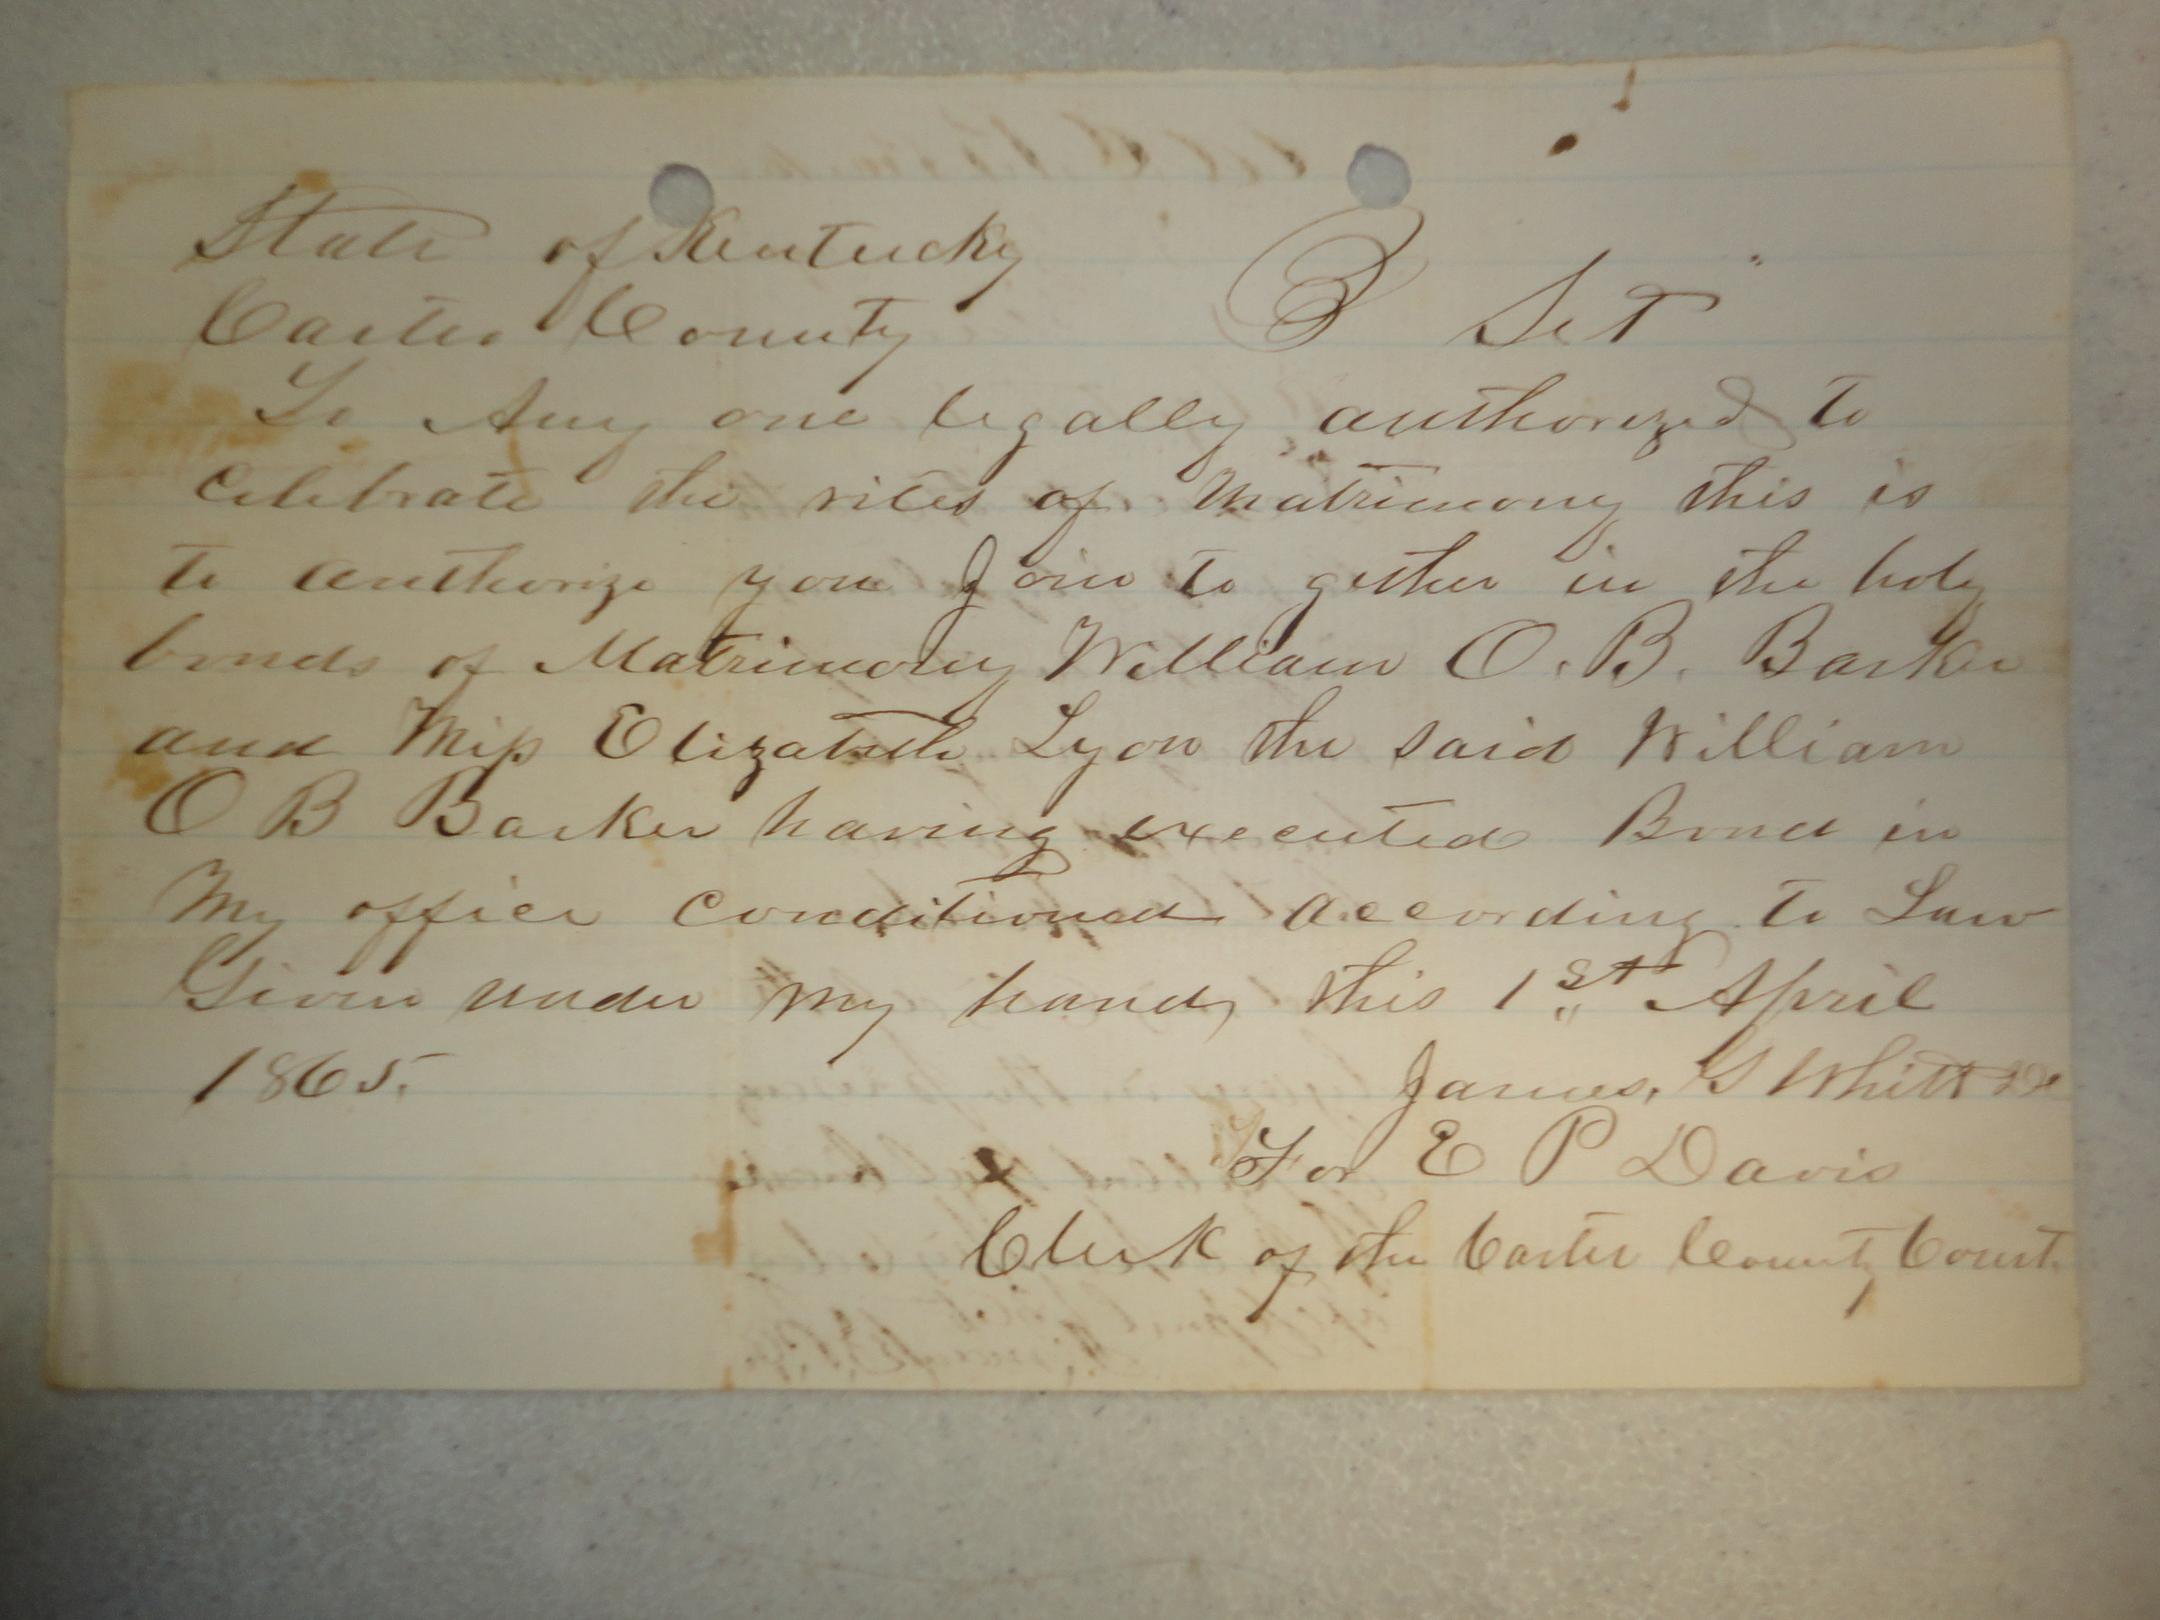 State of Kentucky
Carter County } Sct
To Any one legally authorized to
Celebrate the rites of Matrimony this is
to authorize you Join to gether in the holy
bonds of Matrimony William O. B. Barker
and Miss Elizabeth Lyon the said William
O B Barker having executed Bond in
My office conditioned according to Law
Given under my hand, this 1st April
1865.
James, G Whitt DC
For E P Davis
Clerk of the Carter County Court